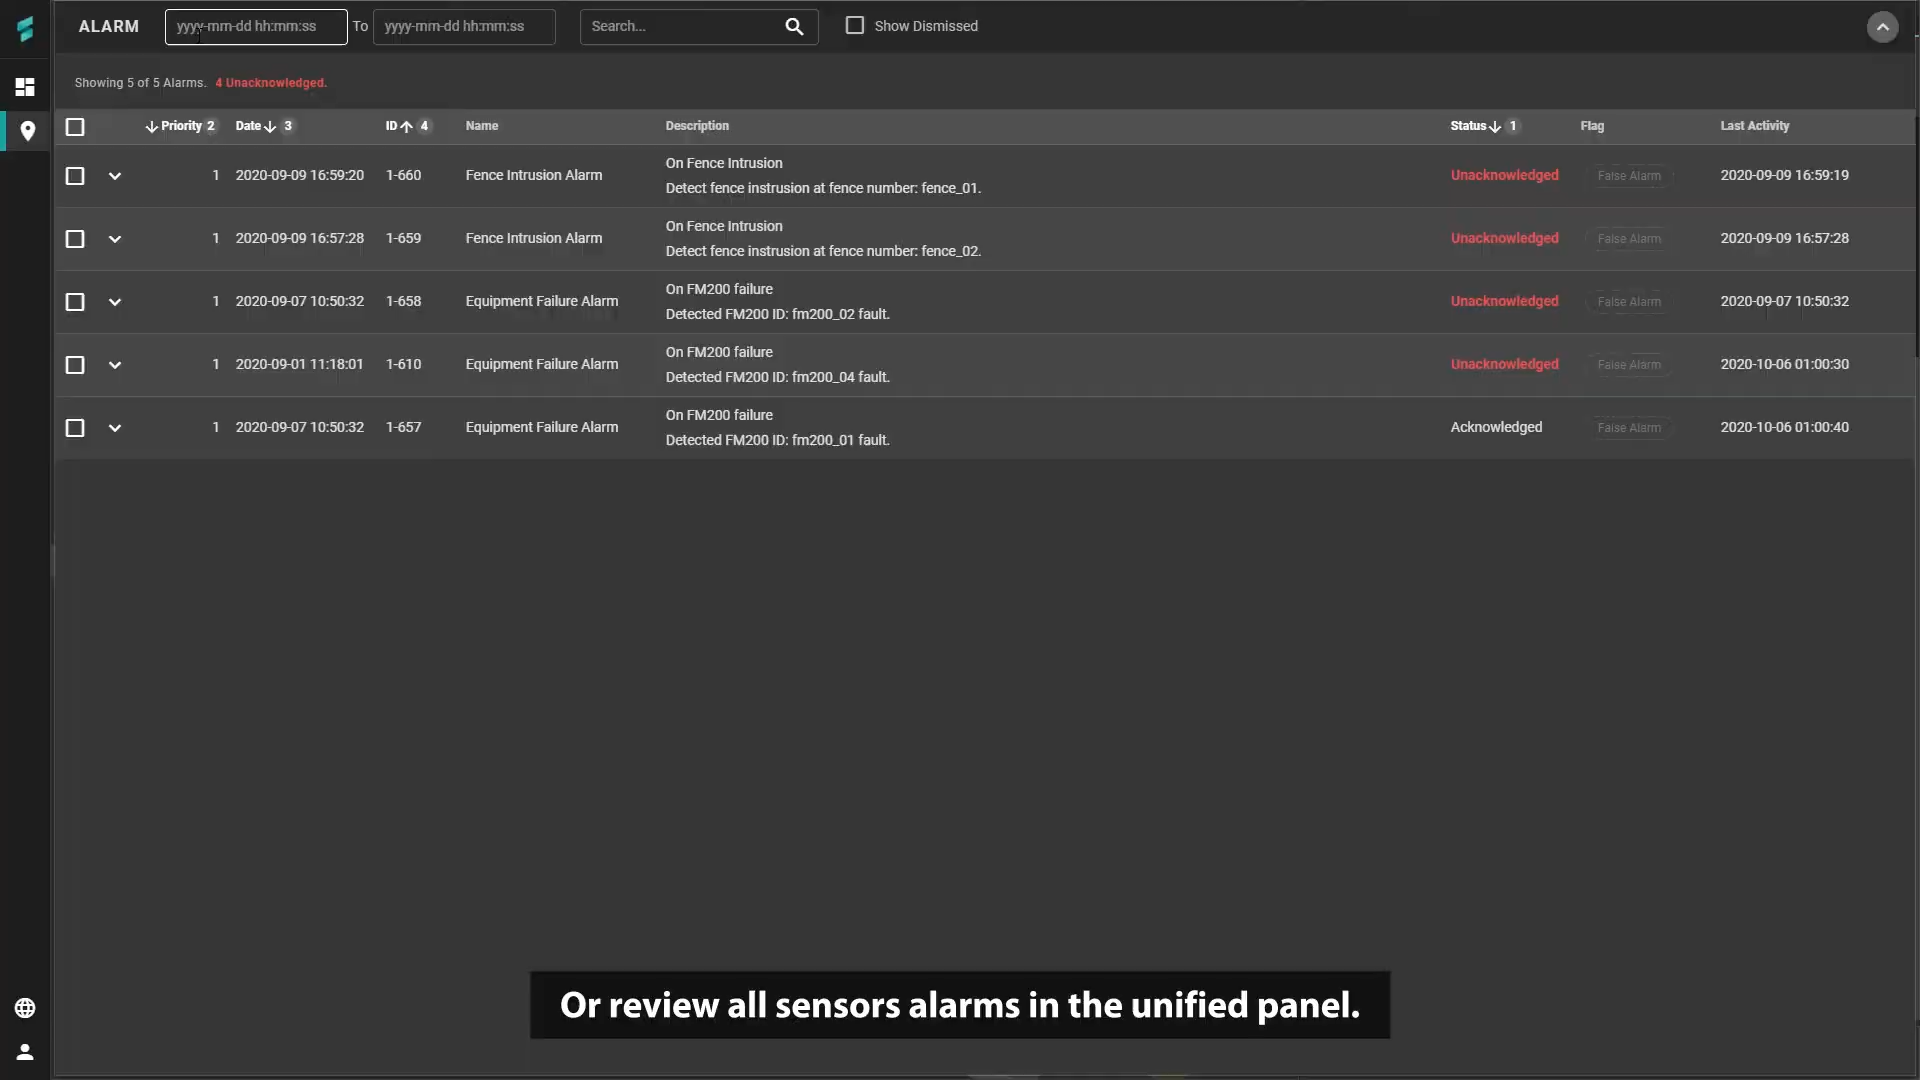 ALARM yyyy-mm-dd hh:mm:ss To yyyy-mm-dd hh:mm:ss Search... Show Dismissed
Showing 5 of 5 Alarms. 4 Unacknowledged.
Priority 2 Date 3 ID 4 Name Description Status 1 Flag Last Activity
On Fence Intrusion
1 2020-09-09 16:59:20 1-660 Fence Intrusion Alarm Unacknowledged False Alarm 2020-09-09 16:59:19
Detect fence instrusion at fence number: fence_01.
On Fence Intrusion
1 2020-09-09 16:57:28 1-659 Fence Intrusion Alarm Unacknowledged False Alarm 2020-09-09 16:57:28
Detect fence instrusion at fence number: fence_02.
On FM200 failure
1 2020-09-07 10:50:32 1-658 Equipment Failure Alarm Unacknowledged False Alarm 2020-09-07 10:50:32
Detected FM200 ID: fm200_02 fault.
On FM200 failure
1 2020-09-01 11:18:01 1-610 Equipment Failure Alarm Unacknowledged False Alarm 2020-10-06 01:00:30
Detected FM200 ID: fm200_04 fault.
On FM200 failure
1 2020-09-07 10:50:32 1-657 Equipment Failure Alarm Acknowledged False Alarm 2020-10-06 01:00:40
Detected FM200 ID: fm200_01 fault.
Or review all sensors alarms in the unified panel.